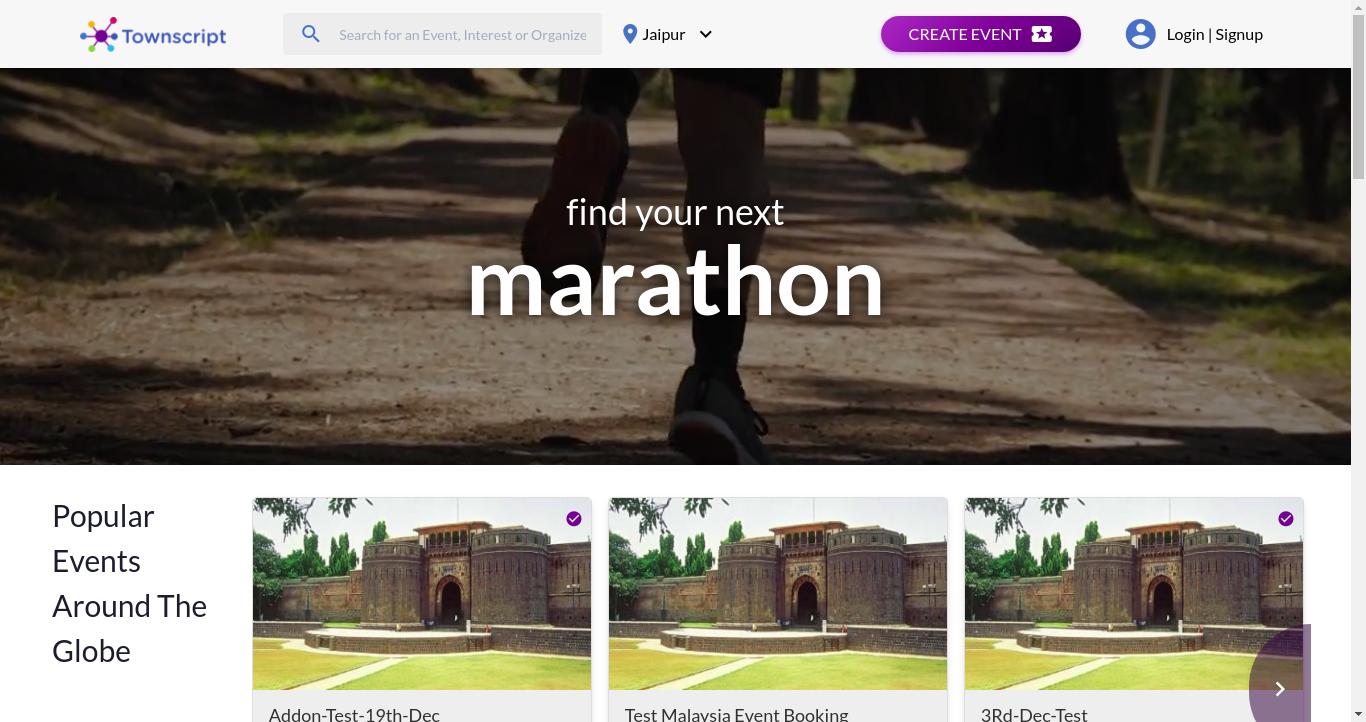 Townscript
Search for an Event, Interest or Organize
Jaipur
CREATE EVENT
Login | Signup
find your next
marathon
Popular
Events
Around The
Globe
Addon-Test-19th-Dec
Test Malaysia Event Booking
3Rd-Dec-Test